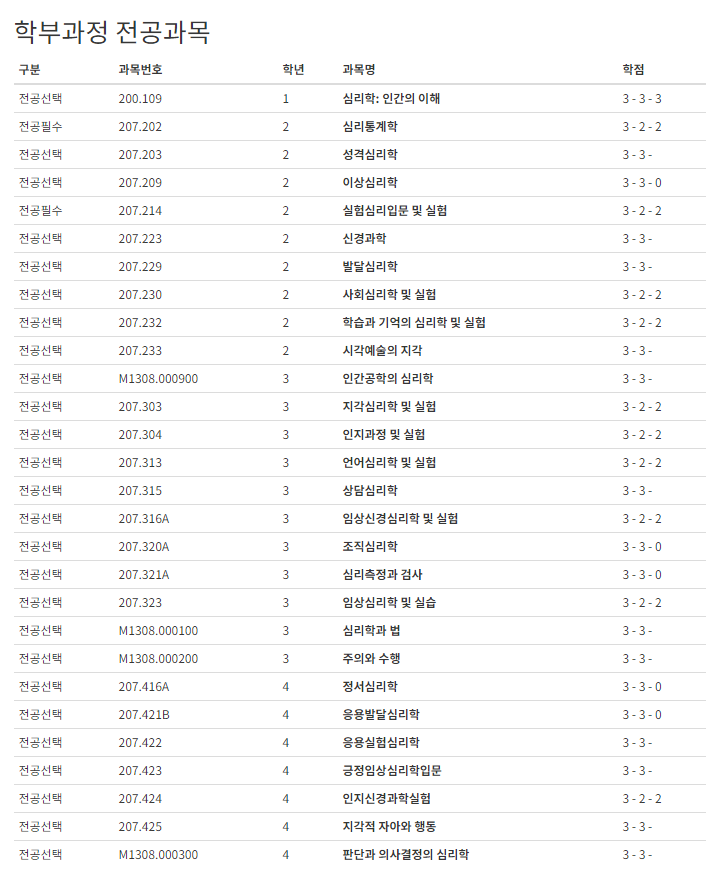 학부과정 전공과목
구분 과목번호 학년 과목명 학점
전공선택 200.109 1 심리학: 인간의 이해 3 - 3 - 3
전공필수 207.202 2 심리통계학 3 - 2 - 2
전공선택 207.203 2 성격심리학 3 - 3 -
전공선택 207.209 2 이상심리학 3 - 3 - 0
전공필수 207.214 2 실험심리입문 및 실험 3 - 2 - 2
전공선택 207.223 2 신경과학 3 - 3 -
전공선택 207.229 2 발달심리학 3 - 3 -
전공선택 207.230 2 사회심리학 및 실험 3 - 2 - 2
전공선택 207.232 2 학습과 기억의 심리학 및 실험 3 - 2 - 2
전공선택 207.233 2 시각예술의 지각 3 - 3 -
전공선택 M1308.000900 3 인간공학의 심리학 3 - 3 -
전공선택 207.303 3 지각심리학 및 실험 3 - 2 - 2
전공선택 207.304 3 인지과정 및 실험 3 - 2 - 2
전공선택 207.313 3 언어심리학 및 실험 3 - 2 - 2
전공선택 207.315 3 상담심리학 3 - 3 -
전공선택 207.316A 3 임상신경심리학 및 실험 3 - 2 - 2
전공선택 207.320A 3 조직심리학 3 - 3 - 0
전공선택 207.321A 3 심리측정과 검사 3 - 3 - 0
전공선택 207.323 3 임상심리학 및 실습 3 - 2 - 2
전공선택 M1308.000100 3 심리학과 법 3 - 3 -
전공선택 M1308.000200 3 주의와 수행 3 - 3 -
전공선택 207.416A 4 정서심리학 3 - 3 - 0
전공선택 207.421B 4 응용발달심리학 3 - 3 - 0
전공선택 207.422 4 응용실험심리학 3 - 3 -
전공선택 207.423 4 긍정임상심리학입문 3 - 3 -
전공선택 207.424 4 인지신경과학실험 3 - 2 - 2
전공선택 207.425 4 지각적 자아와 행동 3 - 3 -
전공선택 M1308.000300 4 판단과 의사결정의 심리학 3 - 3 -